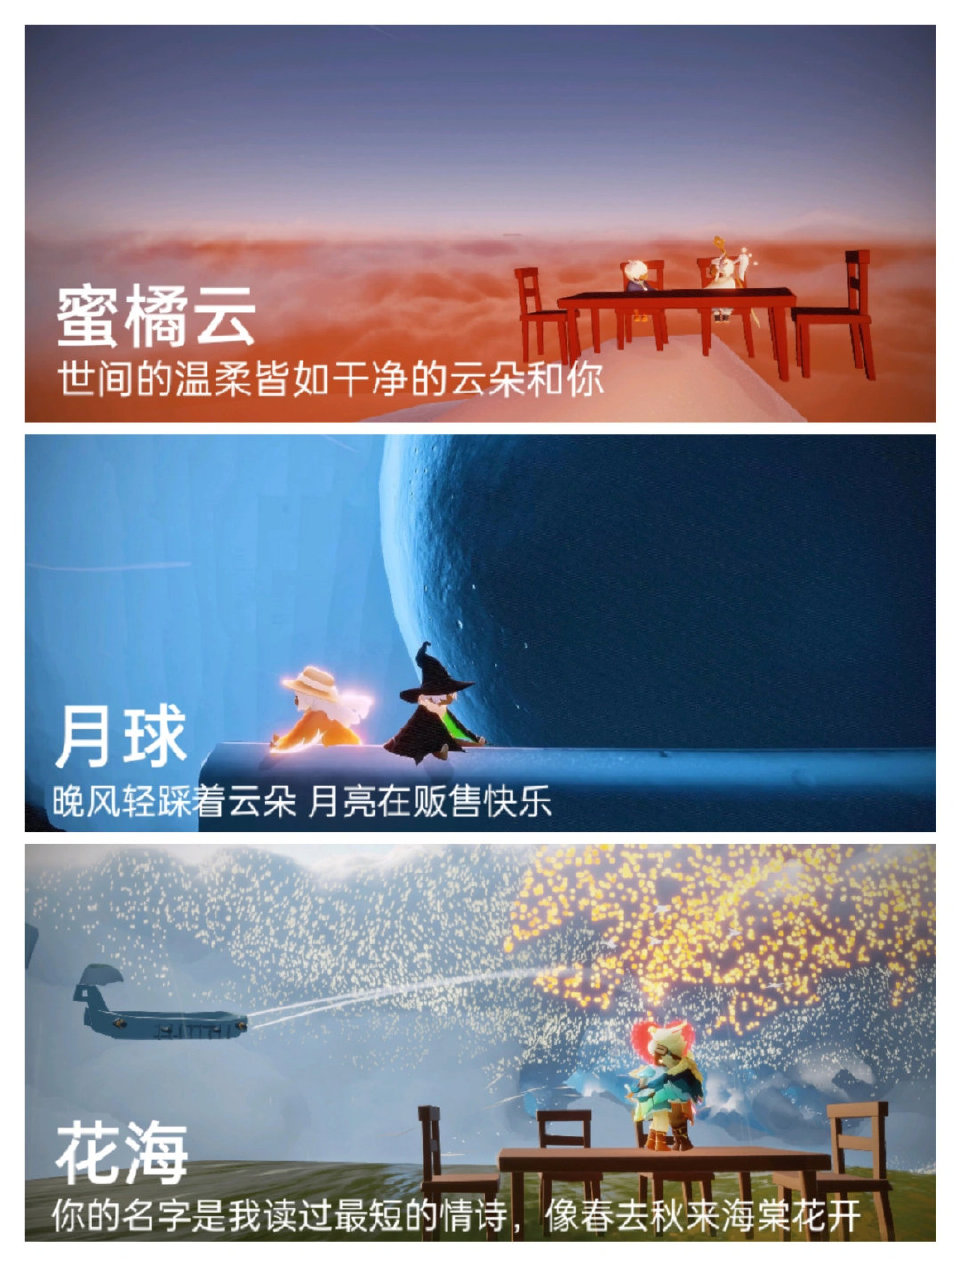 蜜橘云
世间的温柔皆如干净的云朵和你
月球
晚风轻踩着云朵 月亮在贩售快乐
花海
你的名字是我读过最短的情诗，像春去秋来海棠花开